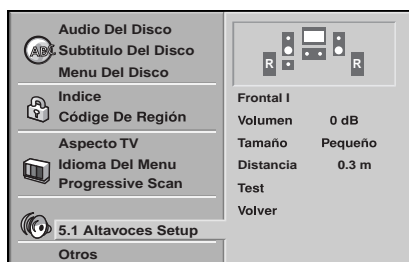 ABC
Audio Del Disco
Subtitulo Del Disco
Menu Del Disco
Indice
Códige De Región
Aspecto TV
Idioma Del Menu
Progressive Scan
5.1 Altavoces Setup
Otros
R R
Frontal I
Volumen 0 dB
Tamaño Pequeño
Distancia 0.3 m
Test
Volver